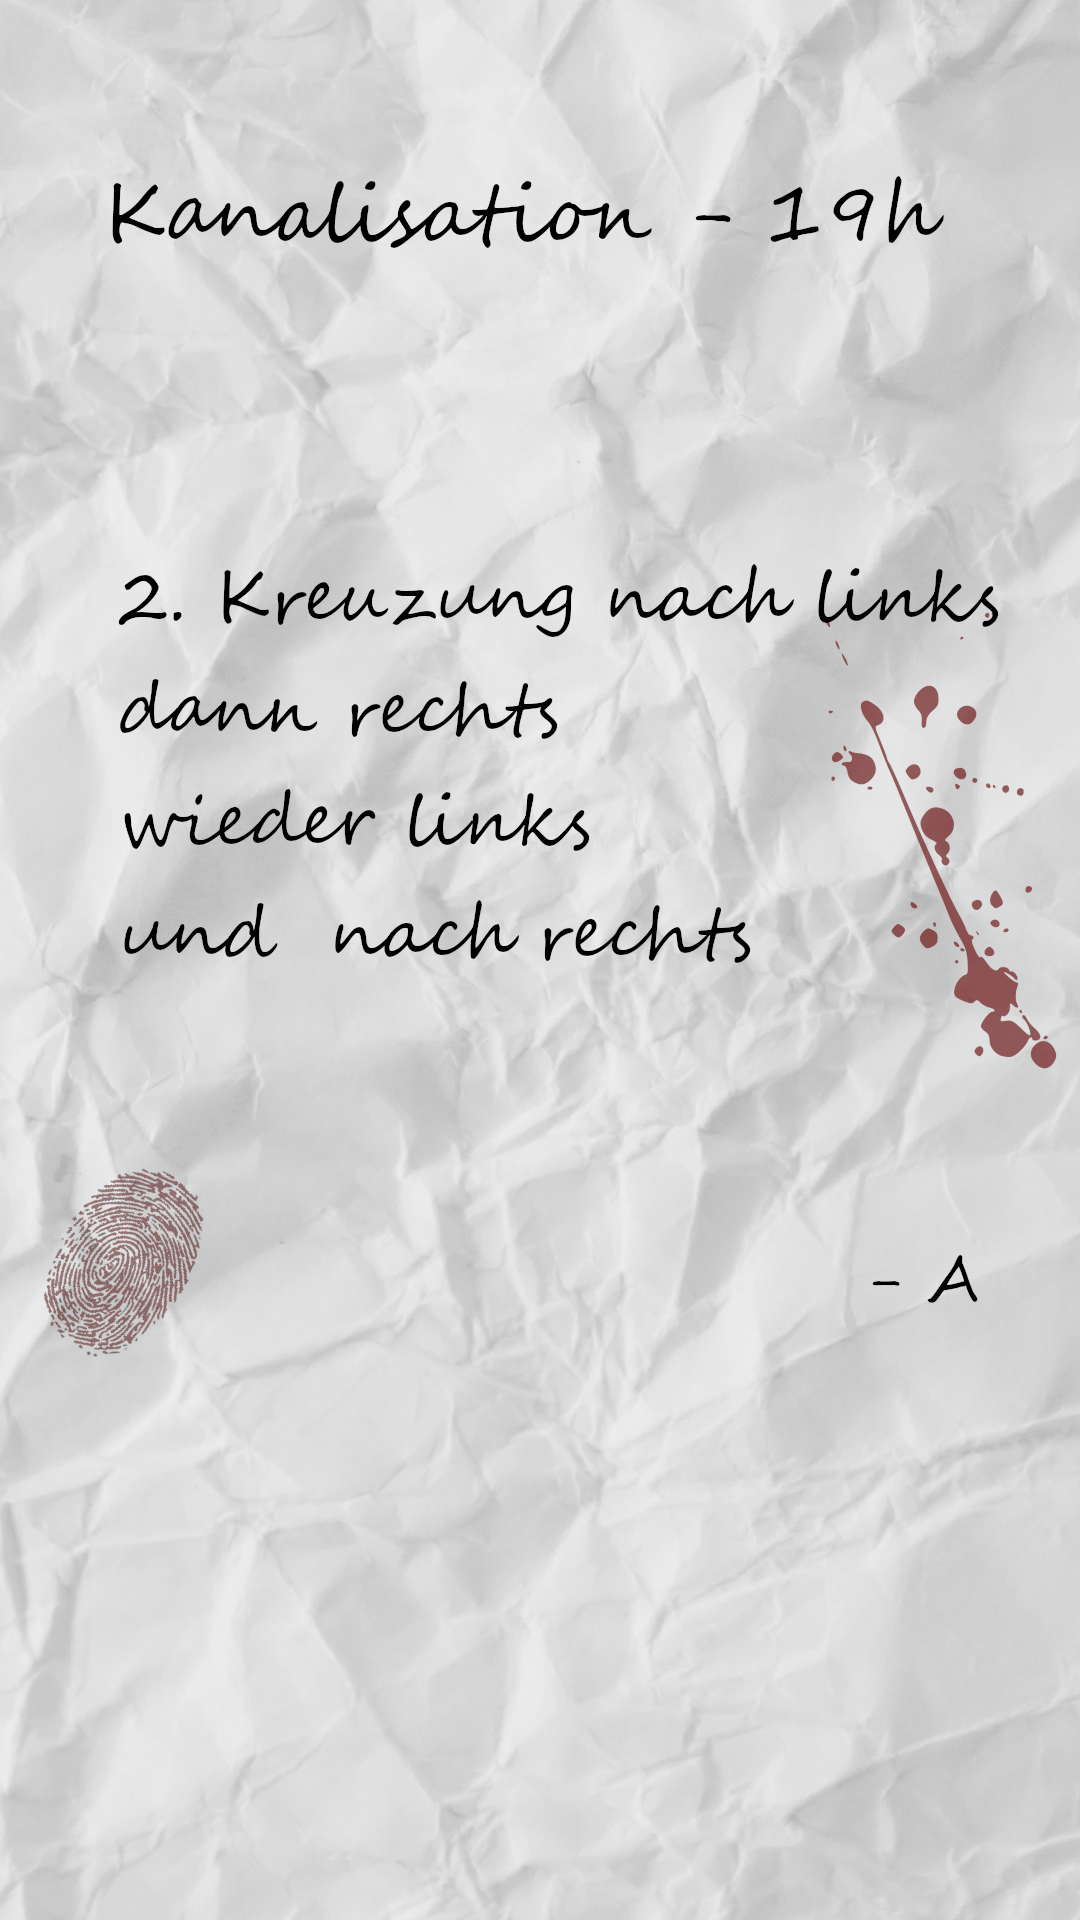 Kanalisation - 19h
2. Kreuzung nach links
dann rechts
wieder links
und nach rechts
- A